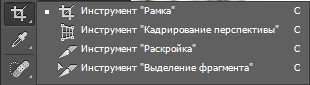 Инструмент "Рамка" C
Инструмент "Кадрирование перспективы" C
Инструмент "Раскройка" C
Инструмент "Выделение фрагмента" C